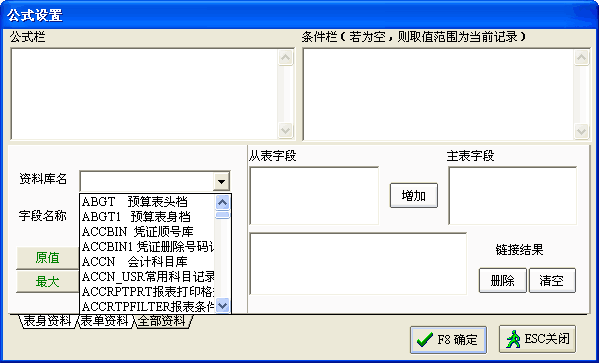 公式设置
公式栏
条件栏(若为空,则取值范围为当前记录)
资料库名
字段名称
原值
最大
ABGT 预算表头档
ABGT1 预算表身档
ACCBIN 凭证顺号库
ACCBIN1 凭证删除号码记
ACCN 会计科目库
ACCN_USR常用科目记录
ACCRPTPRT报表打印格
ACCRTPFILTER报表条件
从表字段
主表字段
增加
链接结果
删除
清空
表身资料 表单资料 全部资料
F8 确定
ESC关闭